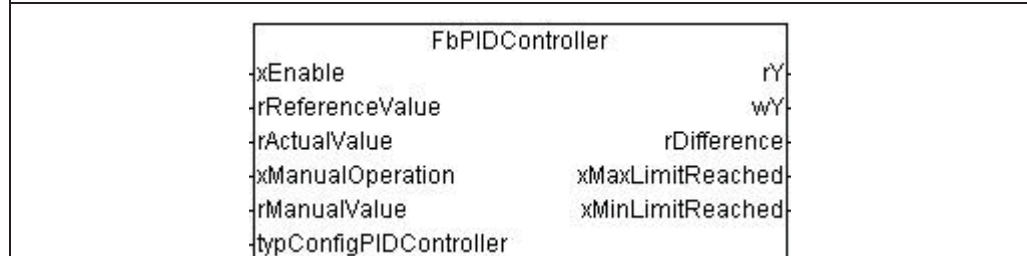 FbPIDController
xEnable rY
rReferenceValue wY
rActualValue rDifference
xManualOperation xMaxLimitReached
rManualValue xMinLimitReached
typConfigPIDController